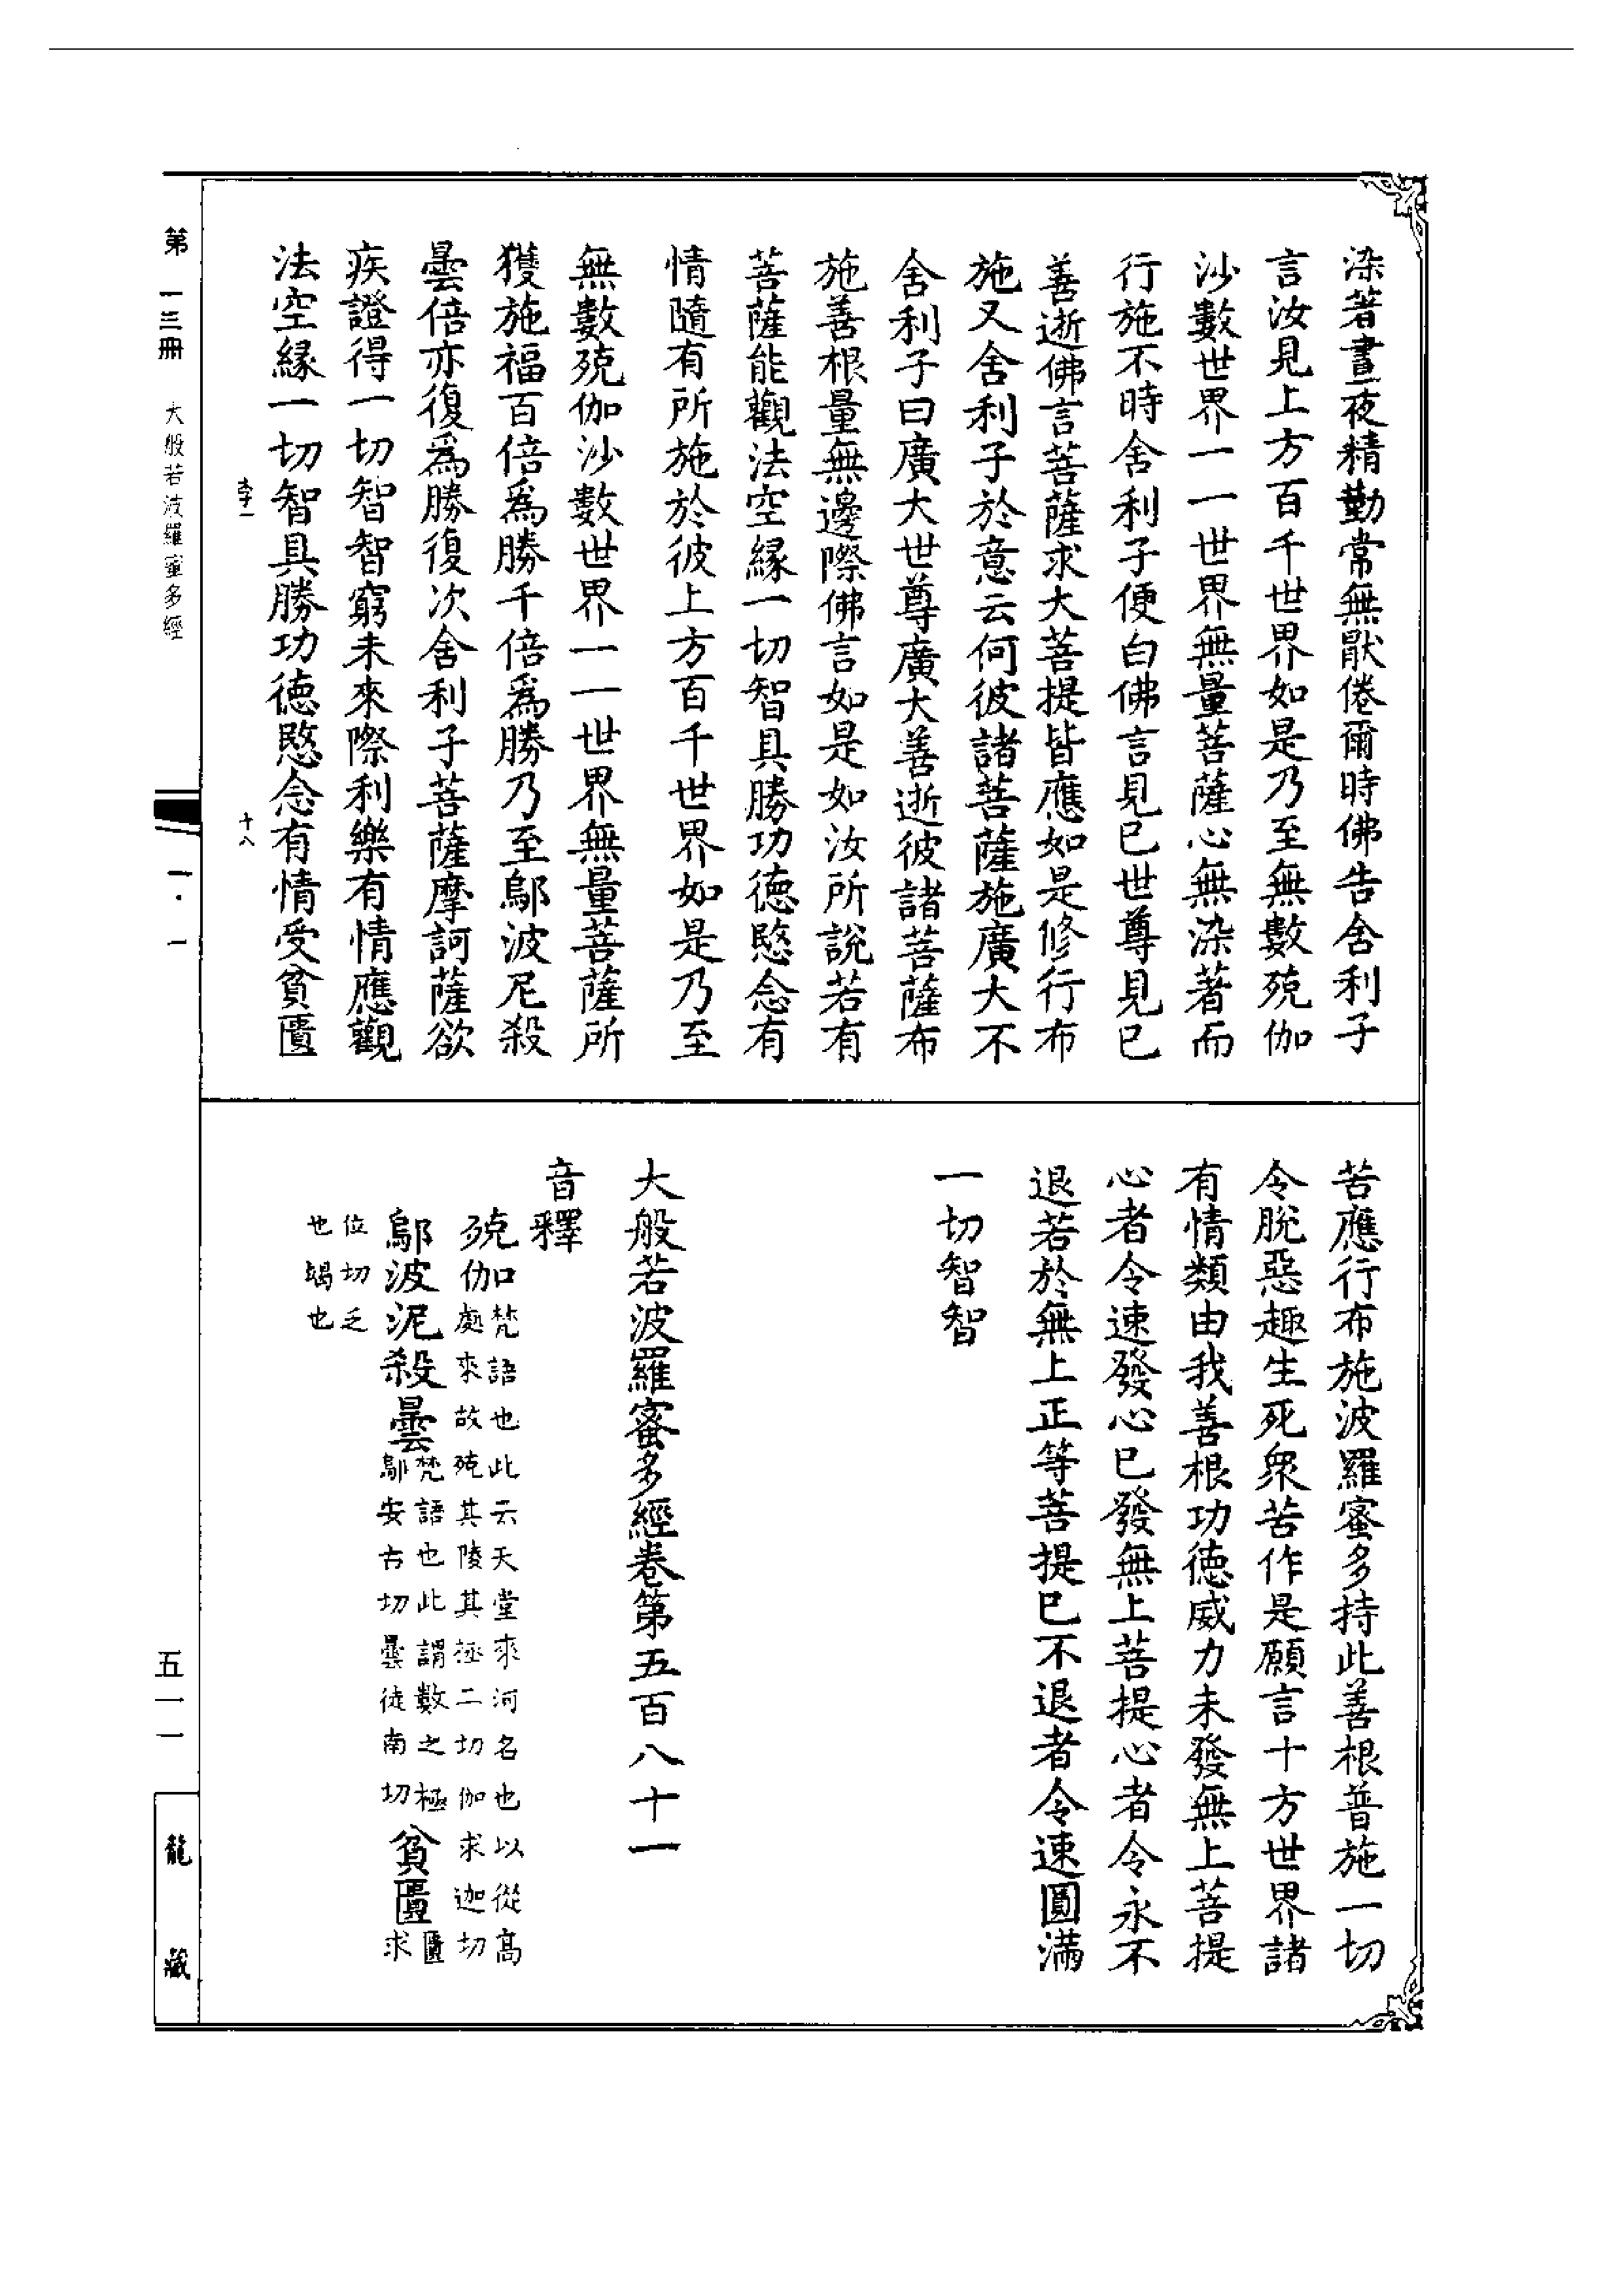 染著晝夜精勤常無厭倦爾時佛告舍利子
言汝見上方百千世界如是乃至無數殑伽
沙數世界一一世界無量菩薩心無染著而
行施不時舍利子便白佛言見已世尊見已
善逝佛言菩薩求大菩提皆應如是修行布
施又舍利子於意云何彼諸菩薩施廣大不
舍利子曰廣大世尊廣大善逝彼諸菩薩布
施善根量無邊際佛言如是如汝所說若有
菩薩能觀法空緣一切智具勝功德愍念有
情隨有所施於彼上方百千世界如是乃至
無數殑伽沙數世界一一世界無量菩薩所
獲施福百倍爲勝千倍爲勝乃至鄔波尼殺
曇倍亦復爲勝復次舍利子菩薩摩訶薩欲
疾證得一切智智窮未來際利樂有情應觀
法空緣一切智具勝功德愍念有情受貧匱
李一 十八
苦應行布施波羅蜜多持此善根普施一切
令脫惡趣生死衆苦作是願言十方世界諸
有情類由我善根功德威力未發無上菩提
心者令速發心已發無上菩提心者令永不
退若於無上正等菩提已不退者令速圓滿
一切智智
大般若波羅蜜多經卷第五百八十一
音釋
殑伽梵語也此云天堂來河名也以從高處來故殑其陵其拯二切伽求迦切
鄔波泥殺曇梵語也此謂數之極鄔安古切曇徒南切 貧匱匱求
位切乏也竭也
第一三冊 大般若波羅蜜多經 一·一 五一一 龍藏